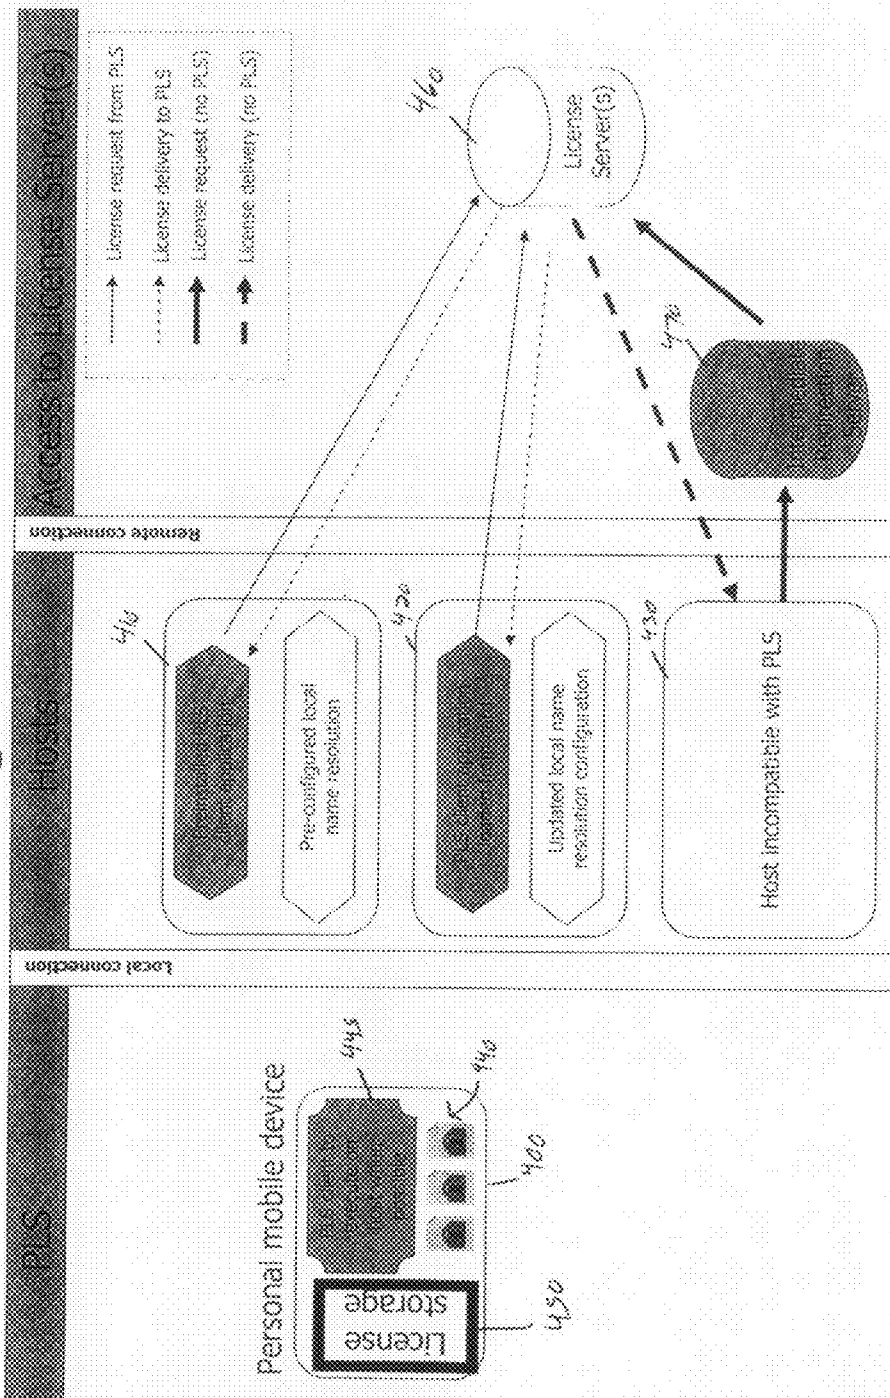 PLS
Hosts
Access to License Server(s)
License request from PLS
License delivery to PLS
License request (no PLS)
License delivery (no PLS)
Local connection
Remote connection
Personal mobile device
License
storage
445
440
400
450
410
Pre-configured local
name resolution
420
Updated local name
resolution configuration
430
Host incompatible with PLS
460
License
Server(s)
470